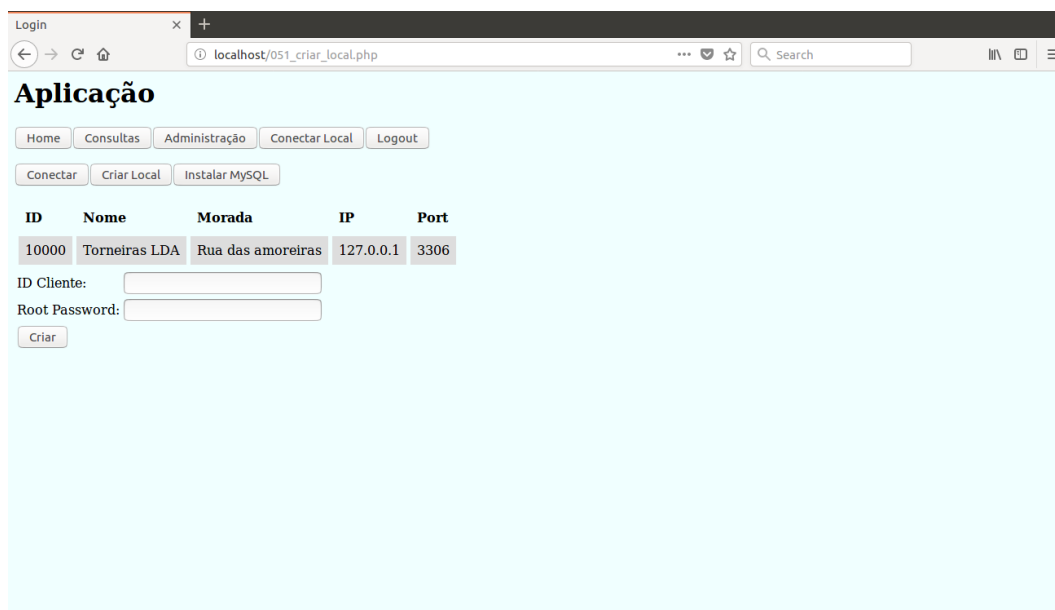 Login
localhost/051_criar_local.php
Search
Aplicação
Home Consultas Administração Conectar Local Logout
Conectar Criar Local Instalar MySQL
ID Nome Morada IP Port
10000 Torneiras LDA Rua das amoreiras 127.0.0.1 3306
ID Cliente:
Root Password:
Criar